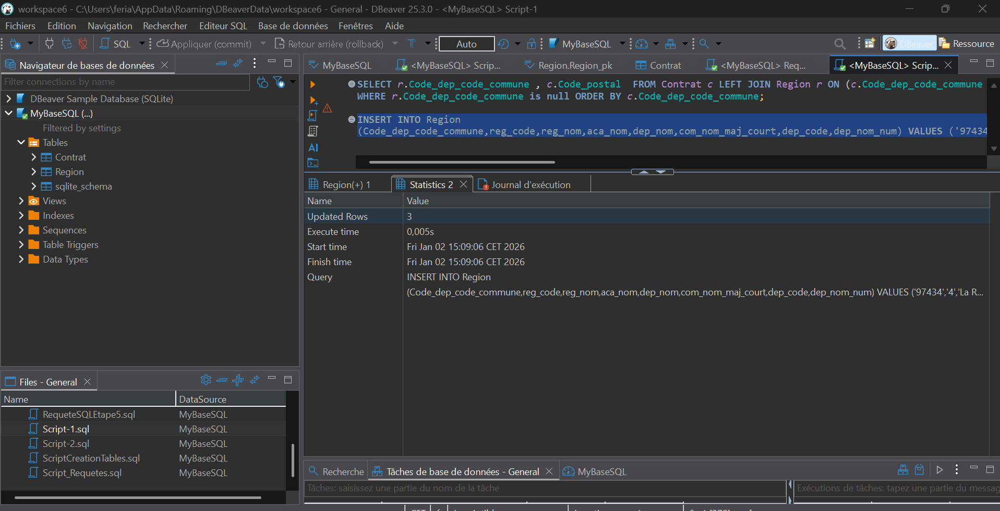 workspace6 - C:\Users\feria\AppData\Roaming\DBeaverData\workspace6 - General - DBeaver 25.3.0 - <MyBaseSQL> Script-1
Fichiers Edition Navigation Rechercher Editeur SQL Base de données Fenêtres Aide
SQL Appliquer (commit) Retour arrière (rollback) T Auto MyBaseSQL DBeaver Ressource
Navigateur de bases de données
Filter connections by name
DBeaver Sample Database (SQLite)
MyBaseSQL (...)
Filtered by settings
Tables
Contrat
Region
sqlite_schema
Views
Indexes
Sequences
Table Triggers
Data Types
Files - General
Name DataSource
RequeteSQLEtape5.sql MyBaseSQL
Script-1.sql MyBaseSQL
Script-2.sql MyBaseSQL
ScriptCreationTables.sql MyBaseSQL
Script_Requetes.sql MyBaseSQL
MyBaseSQL <MyBaseSQL> Scrip... Region.Region_pk Contrat <MyBaseSQL> Req... <MyBaseSQL> Scrip...
SELECT r.Code_dep_code_commune , c.Code_postal FROM Contrat c LEFT JOIN Region r ON (c.Code_dep_code_commune
WHERE r.Code_dep_code_commune is null ORDER BY c.Code_dep_code_commune;
INSERT INTO Region
(Code_dep_code_commune,reg_code,reg_nom,aca_nom,dep_nom,com_nom_maj_court,dep_code,dep_nom_num) VALUES ('97434
AI
Region(+) 1 Statistics 2 Journal d'exécution
Name Value
Updated Rows 3
Execute time 0,005s
Start time Fri Jan 02 15:09:06 CET 2026
Finish time Fri Jan 02 15:09:06 CET 2026
Query INSERT INTO Region
(Code_dep_code_commune,reg_code,reg_nom,aca_nom,dep_nom,com_nom_maj_court,dep_code,dep_nom_num) VALUES ('97434','4','La R...
Recherche Tâches de base de données - General MyBaseSQL
Tâches: saisissez une partie du nom de la tâche
Exécutions de tâches: tapez une partie du messag